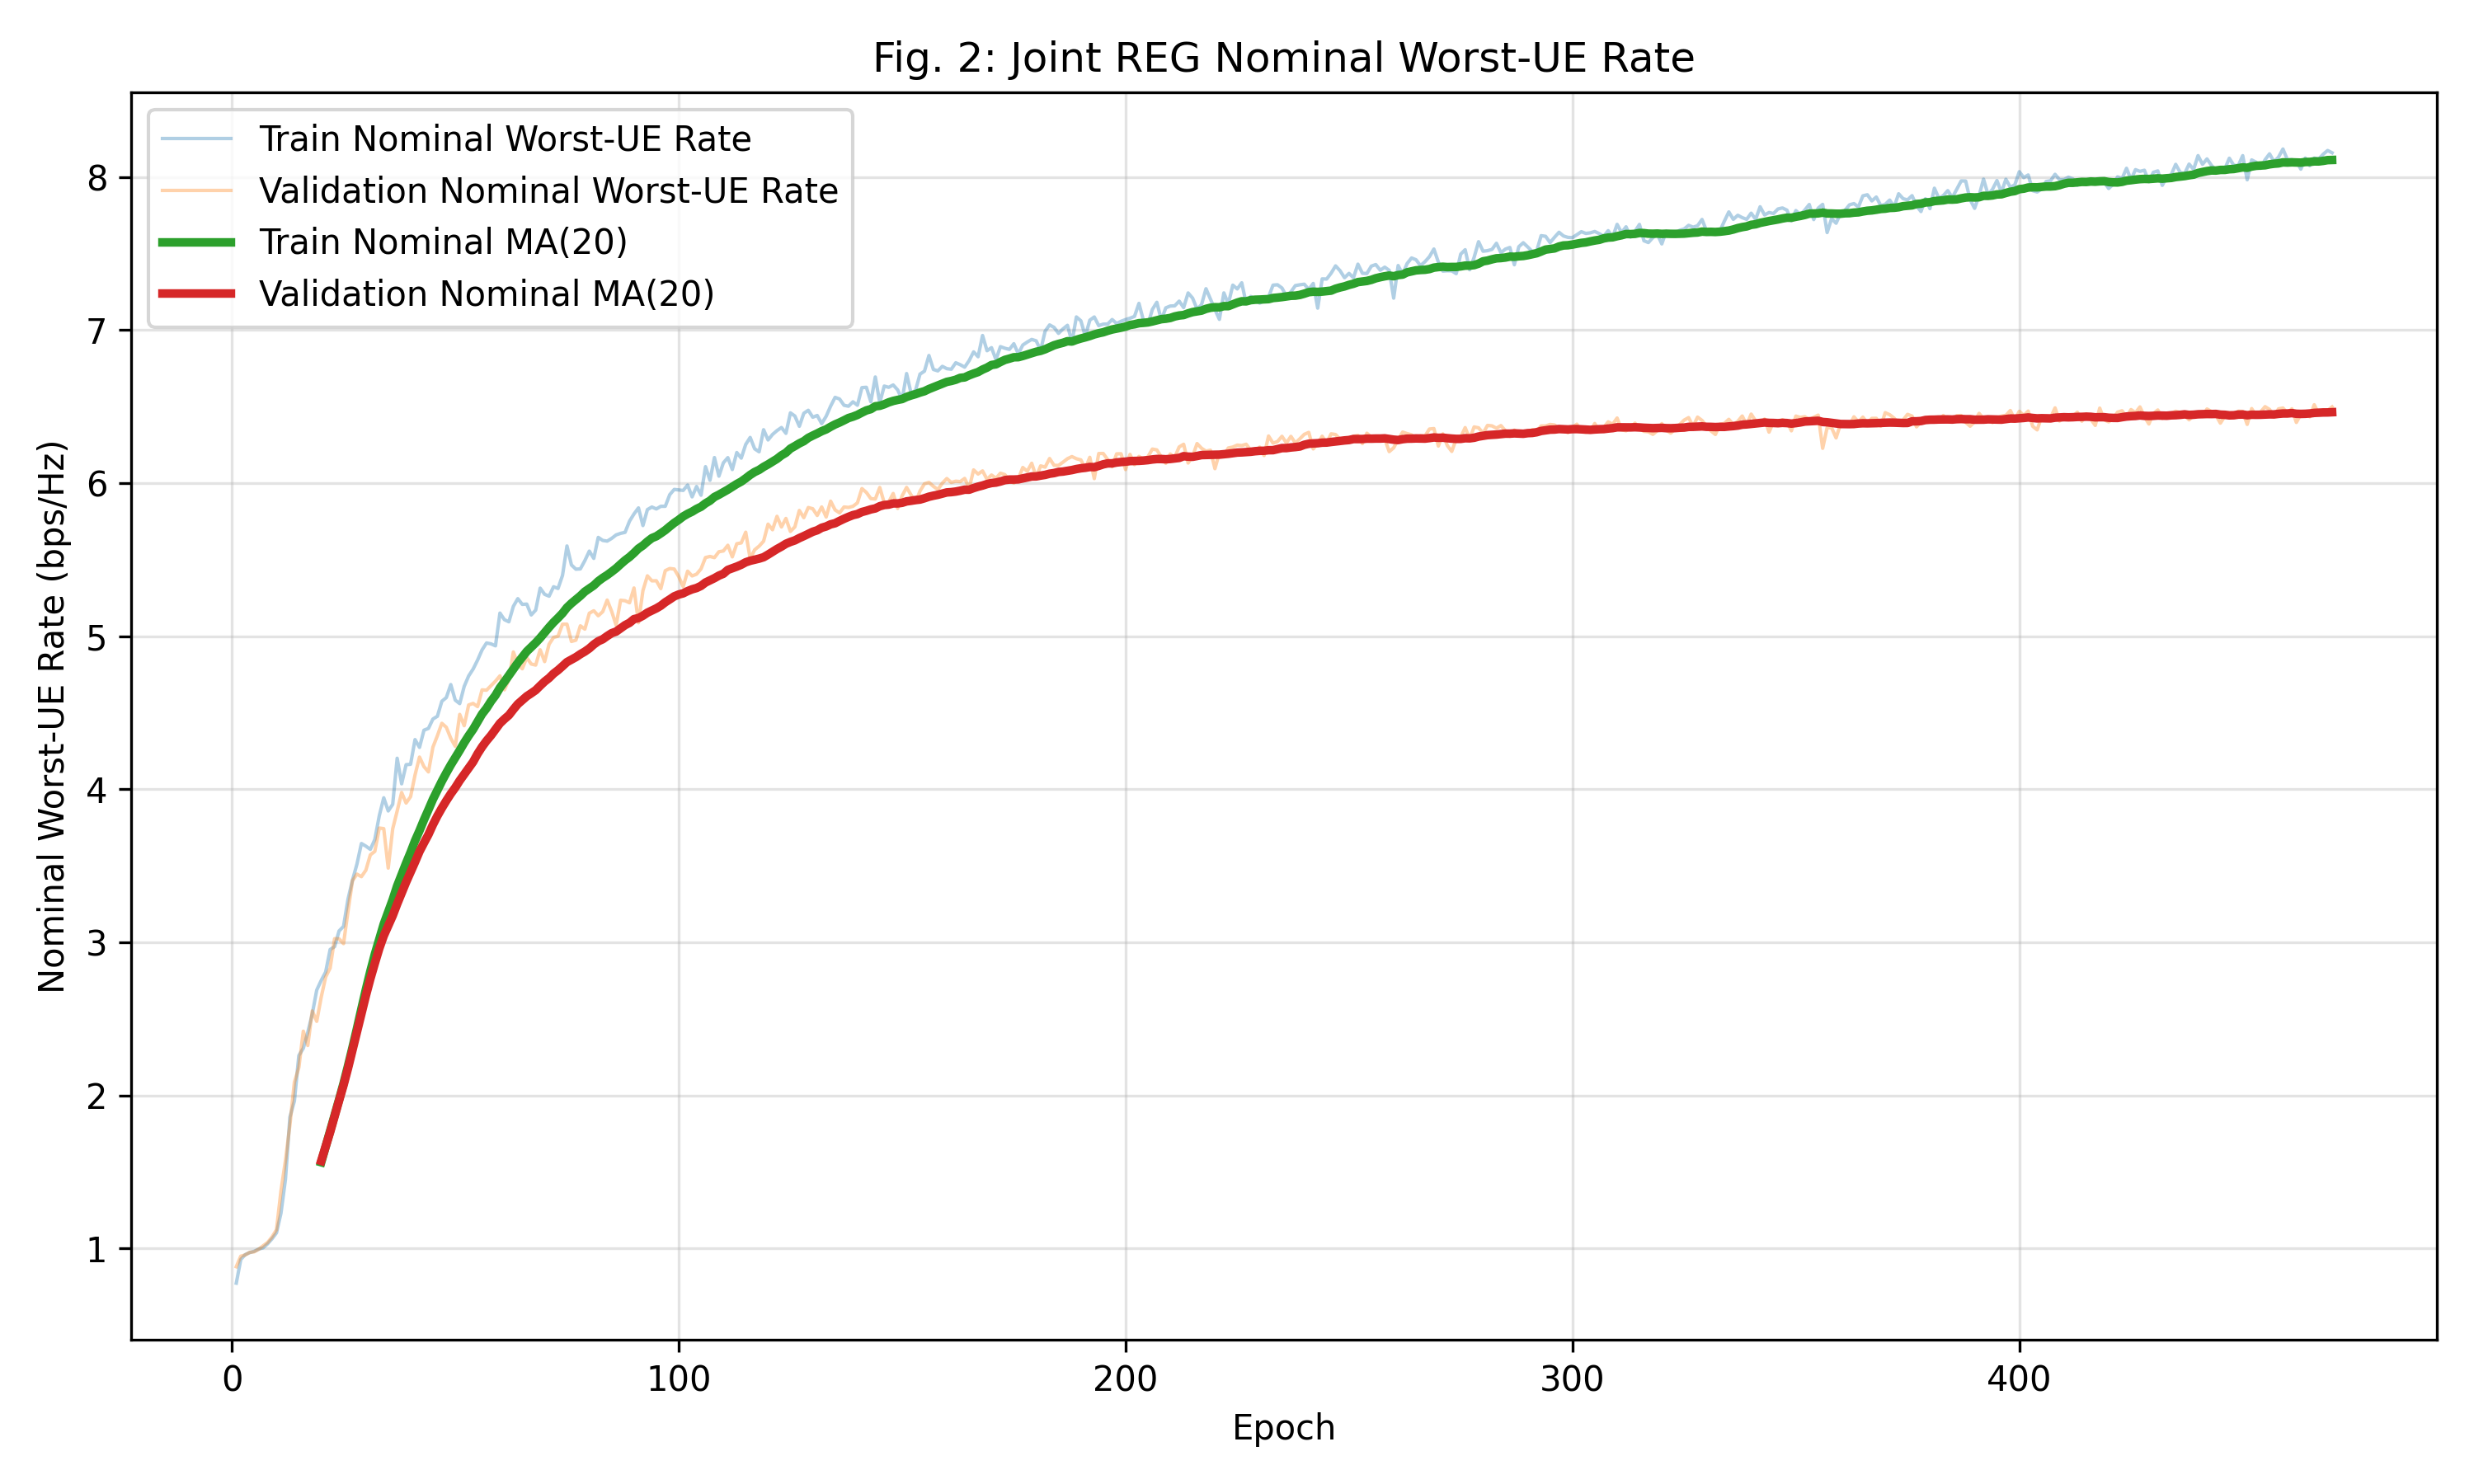 Fig. 2: Joint REG Nominal Worst-UE Rate
Train Nominal Worst-UE Rate
Validation Nominal Worst-UE Rate
Train Nominal MA(20)
Validation Nominal MA(20)
Nominal Worst-UE Rate (bps/Hz)
8
7
6
5
4
3
2
1
0 100 200 300 400
Epoch